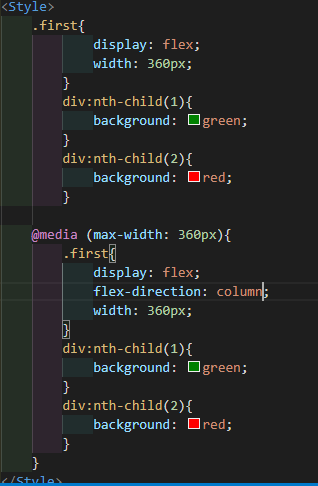 <Style>
.first{
display: flex;
width: 360px;
}
div:nth-child(1){
background: green;
}
div:nth-child(2){
background: red;
}
@media (max-width: 360px){
.first{
display: flex;
flex-direction: column;
width: 360px;
}
div:nth-child(1){
background: green;
}
div:nth-child(2){
background: red;
}
}
</Style>